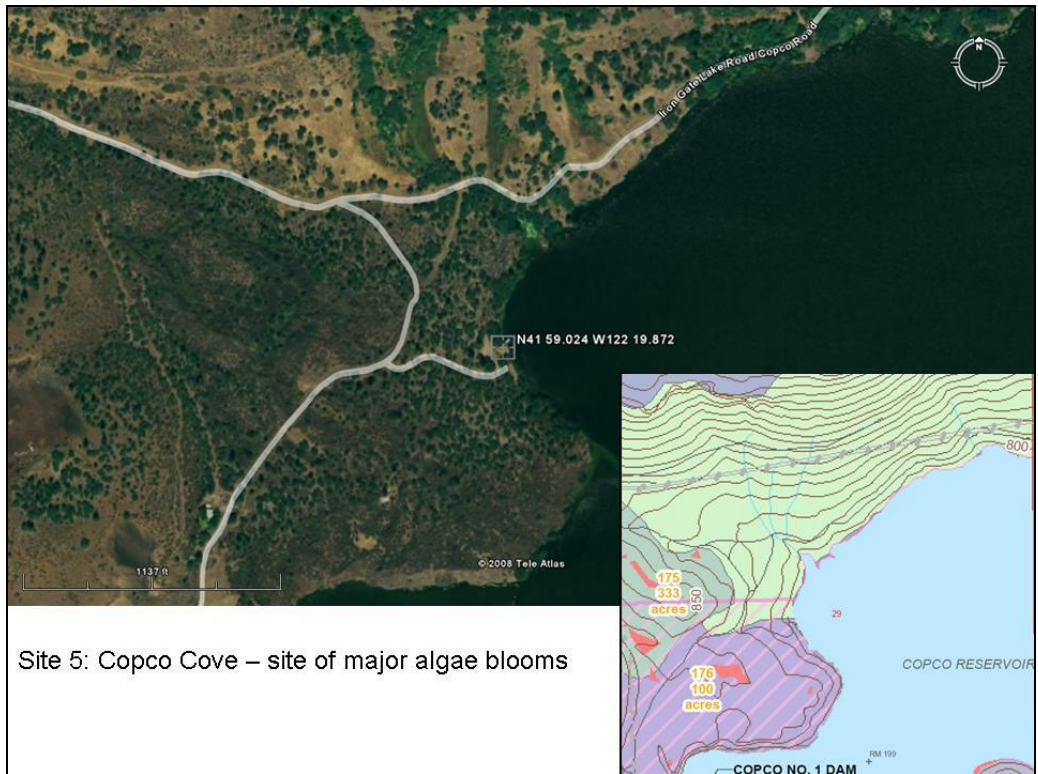 N
Iron Gate Lake Road Copco Road
N41 59.024 W122 19.872
1137 ft
© 2008 Tele Atlas
Site 5: Copco Cove – site of major algae blooms
800
175
333
acres
850
29
176
100
acres
COPCO RESERVOIR
RM 199
COPCO NO. 1 DAM